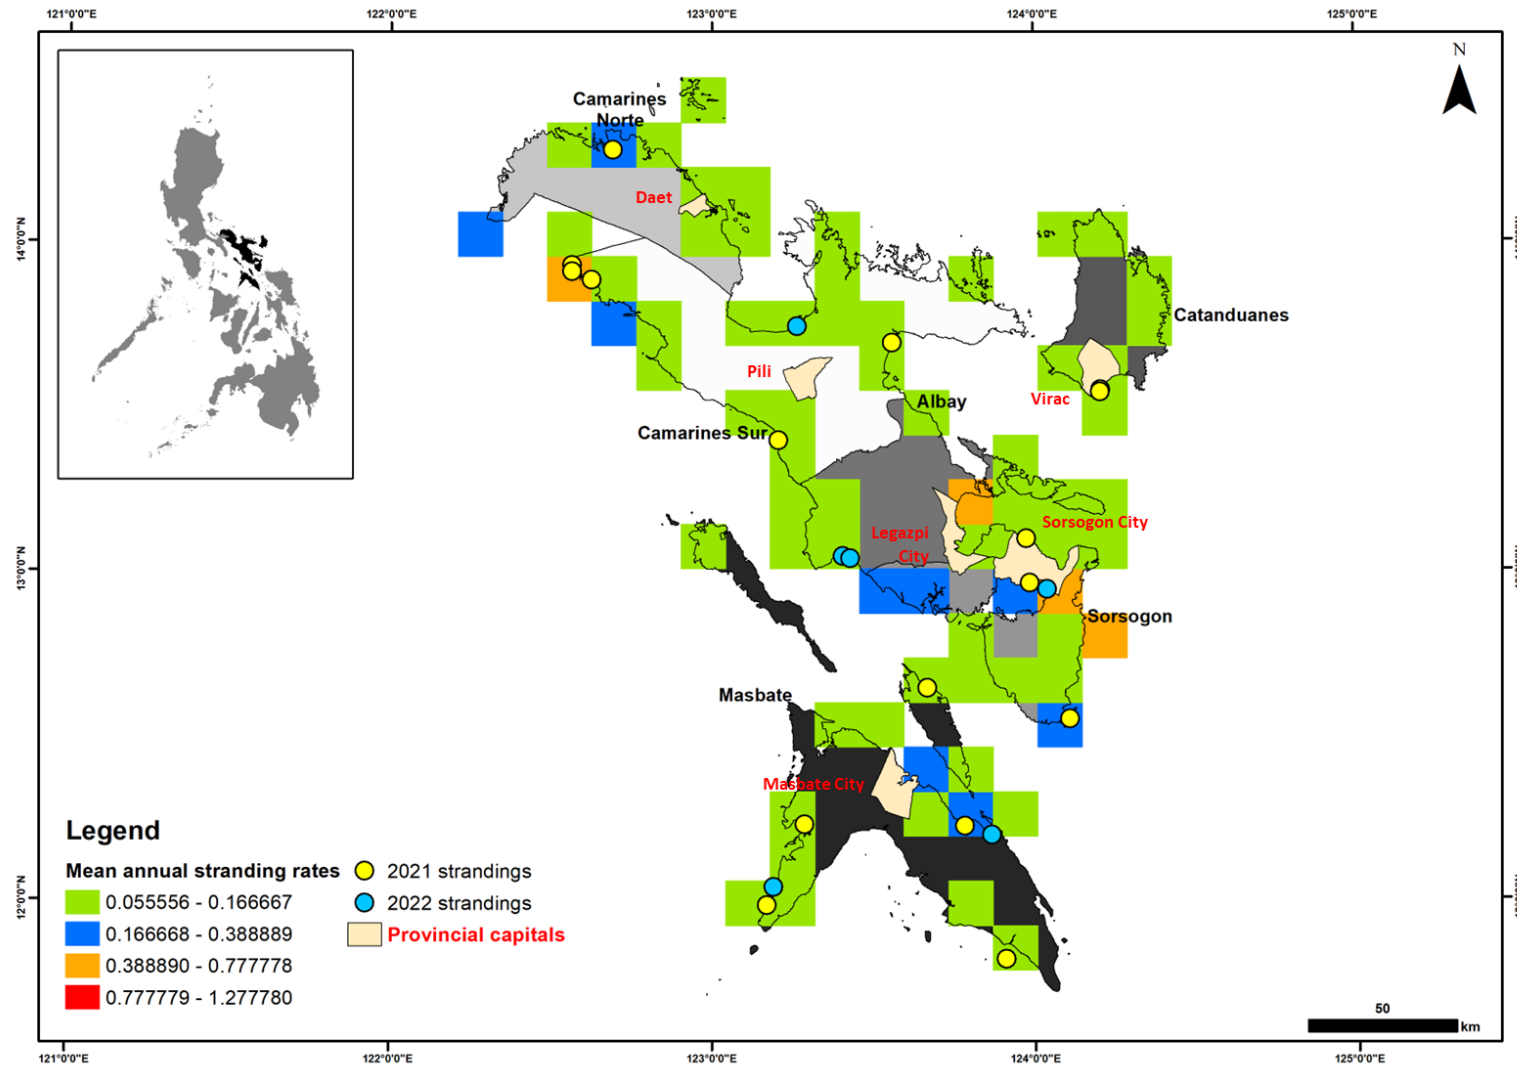 121°0'0"E 122°0'0"E 123°0'0"E 124°0'0"E 125°0'0"E
N
Camarines
Norte
Daet
14°0'0"N
Catanduanes
Pili
Virac
Albay
Camarines Sur
Sorsogon City
Legazpi
City
13°0'0"N
Sorsogon
Masbate
Masbate City
Legend
Mean annual stranding rates
0.055556 - 0.166667
0.166668 - 0.388889
0.388890 - 0.777778
0.777779 - 1.277780
2021 strandings
2022 strandings
Provincial capitals
12°0'0"N
50
km
121°0'0"E 122°0'0"E 123°0'0"E 124°0'0"E 125°0'0"E